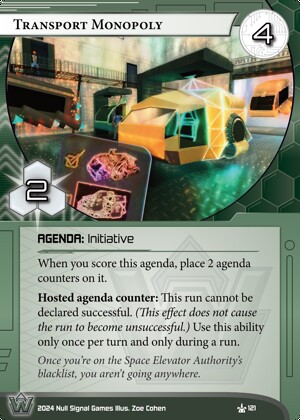 Transport Monopoly
4
2
AGENDA: Initiative
When you score this agenda, place 2 agenda
counters on it.
Hosted agenda counter: This run cannot be
declared successful. (This effect does not cause
the run to become unsuccessful.) Use this ability
only once per turn and only during a run.
Once you're on the Space Elevator Authority's
blacklist, you aren't going anywhere.
2024 Null Signal Games Illus. Zoe Cohen
121